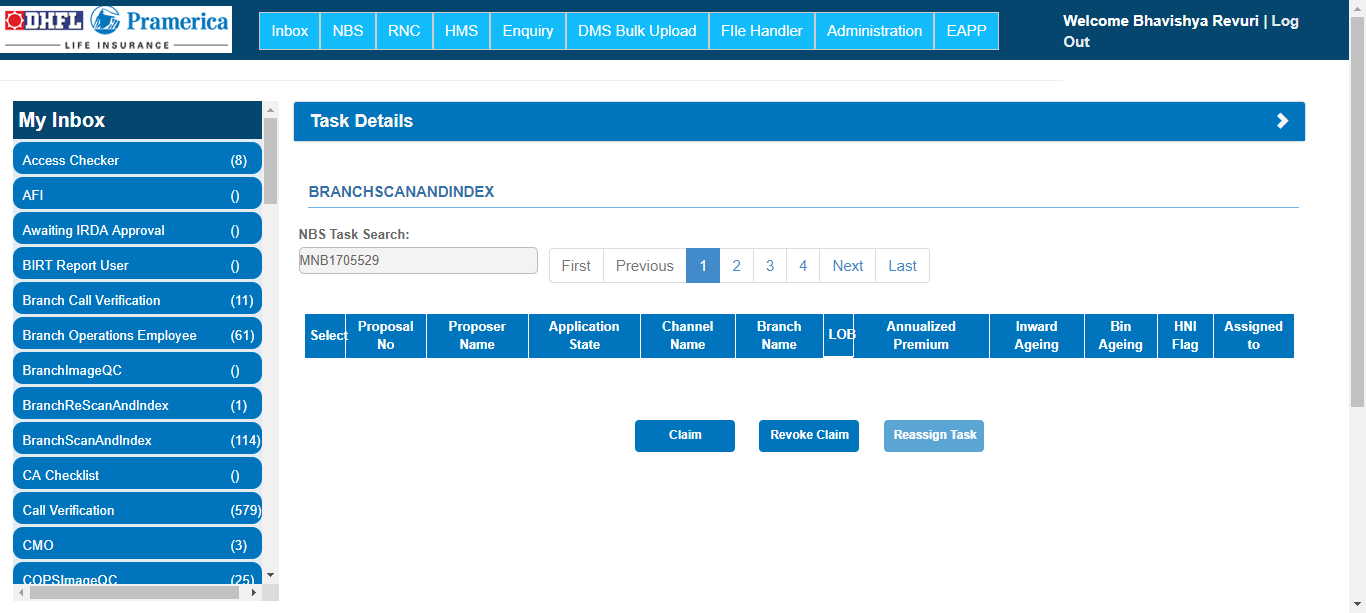 DHFL Pramerica
LIFE INSURANCE
Inbox NBS RNC HMS Enquiry DMS Bulk Upload FIle Handler Administration EAPP
Welcome Bhavishya Revuri | Log
Out
My Inbox
Access Checker (8)
AFI ()
Awaiting IRDA Approval ()
BIRT Report User ()
Branch Call Verification (11)
Branch Operations Employee (61)
BranchImageQC ()
BranchReScanAndIndex (1)
BranchScanAndIndex (114)
CA Checklist ()
Call Verification (579)
CMO (3)
COPSImageQC (25)
Task Details
BRANCHSCANANDINDEX
NBS Task Search:
MNB1705529
First Previous 1 2 3 4 Next Last
Select Proposal No Proposer Name Application State Channel Name Branch Name LOB Annualized Premium Inward Ageing Bin Ageing HNI Flag Assigned to
Claim Revoke Claim Reassign Task